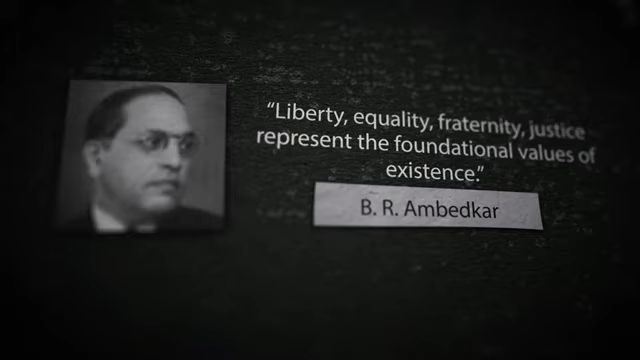 “Liberty, equality, fraternity, justice
represent the foundational values of
existence.”
B. R. Ambedkar